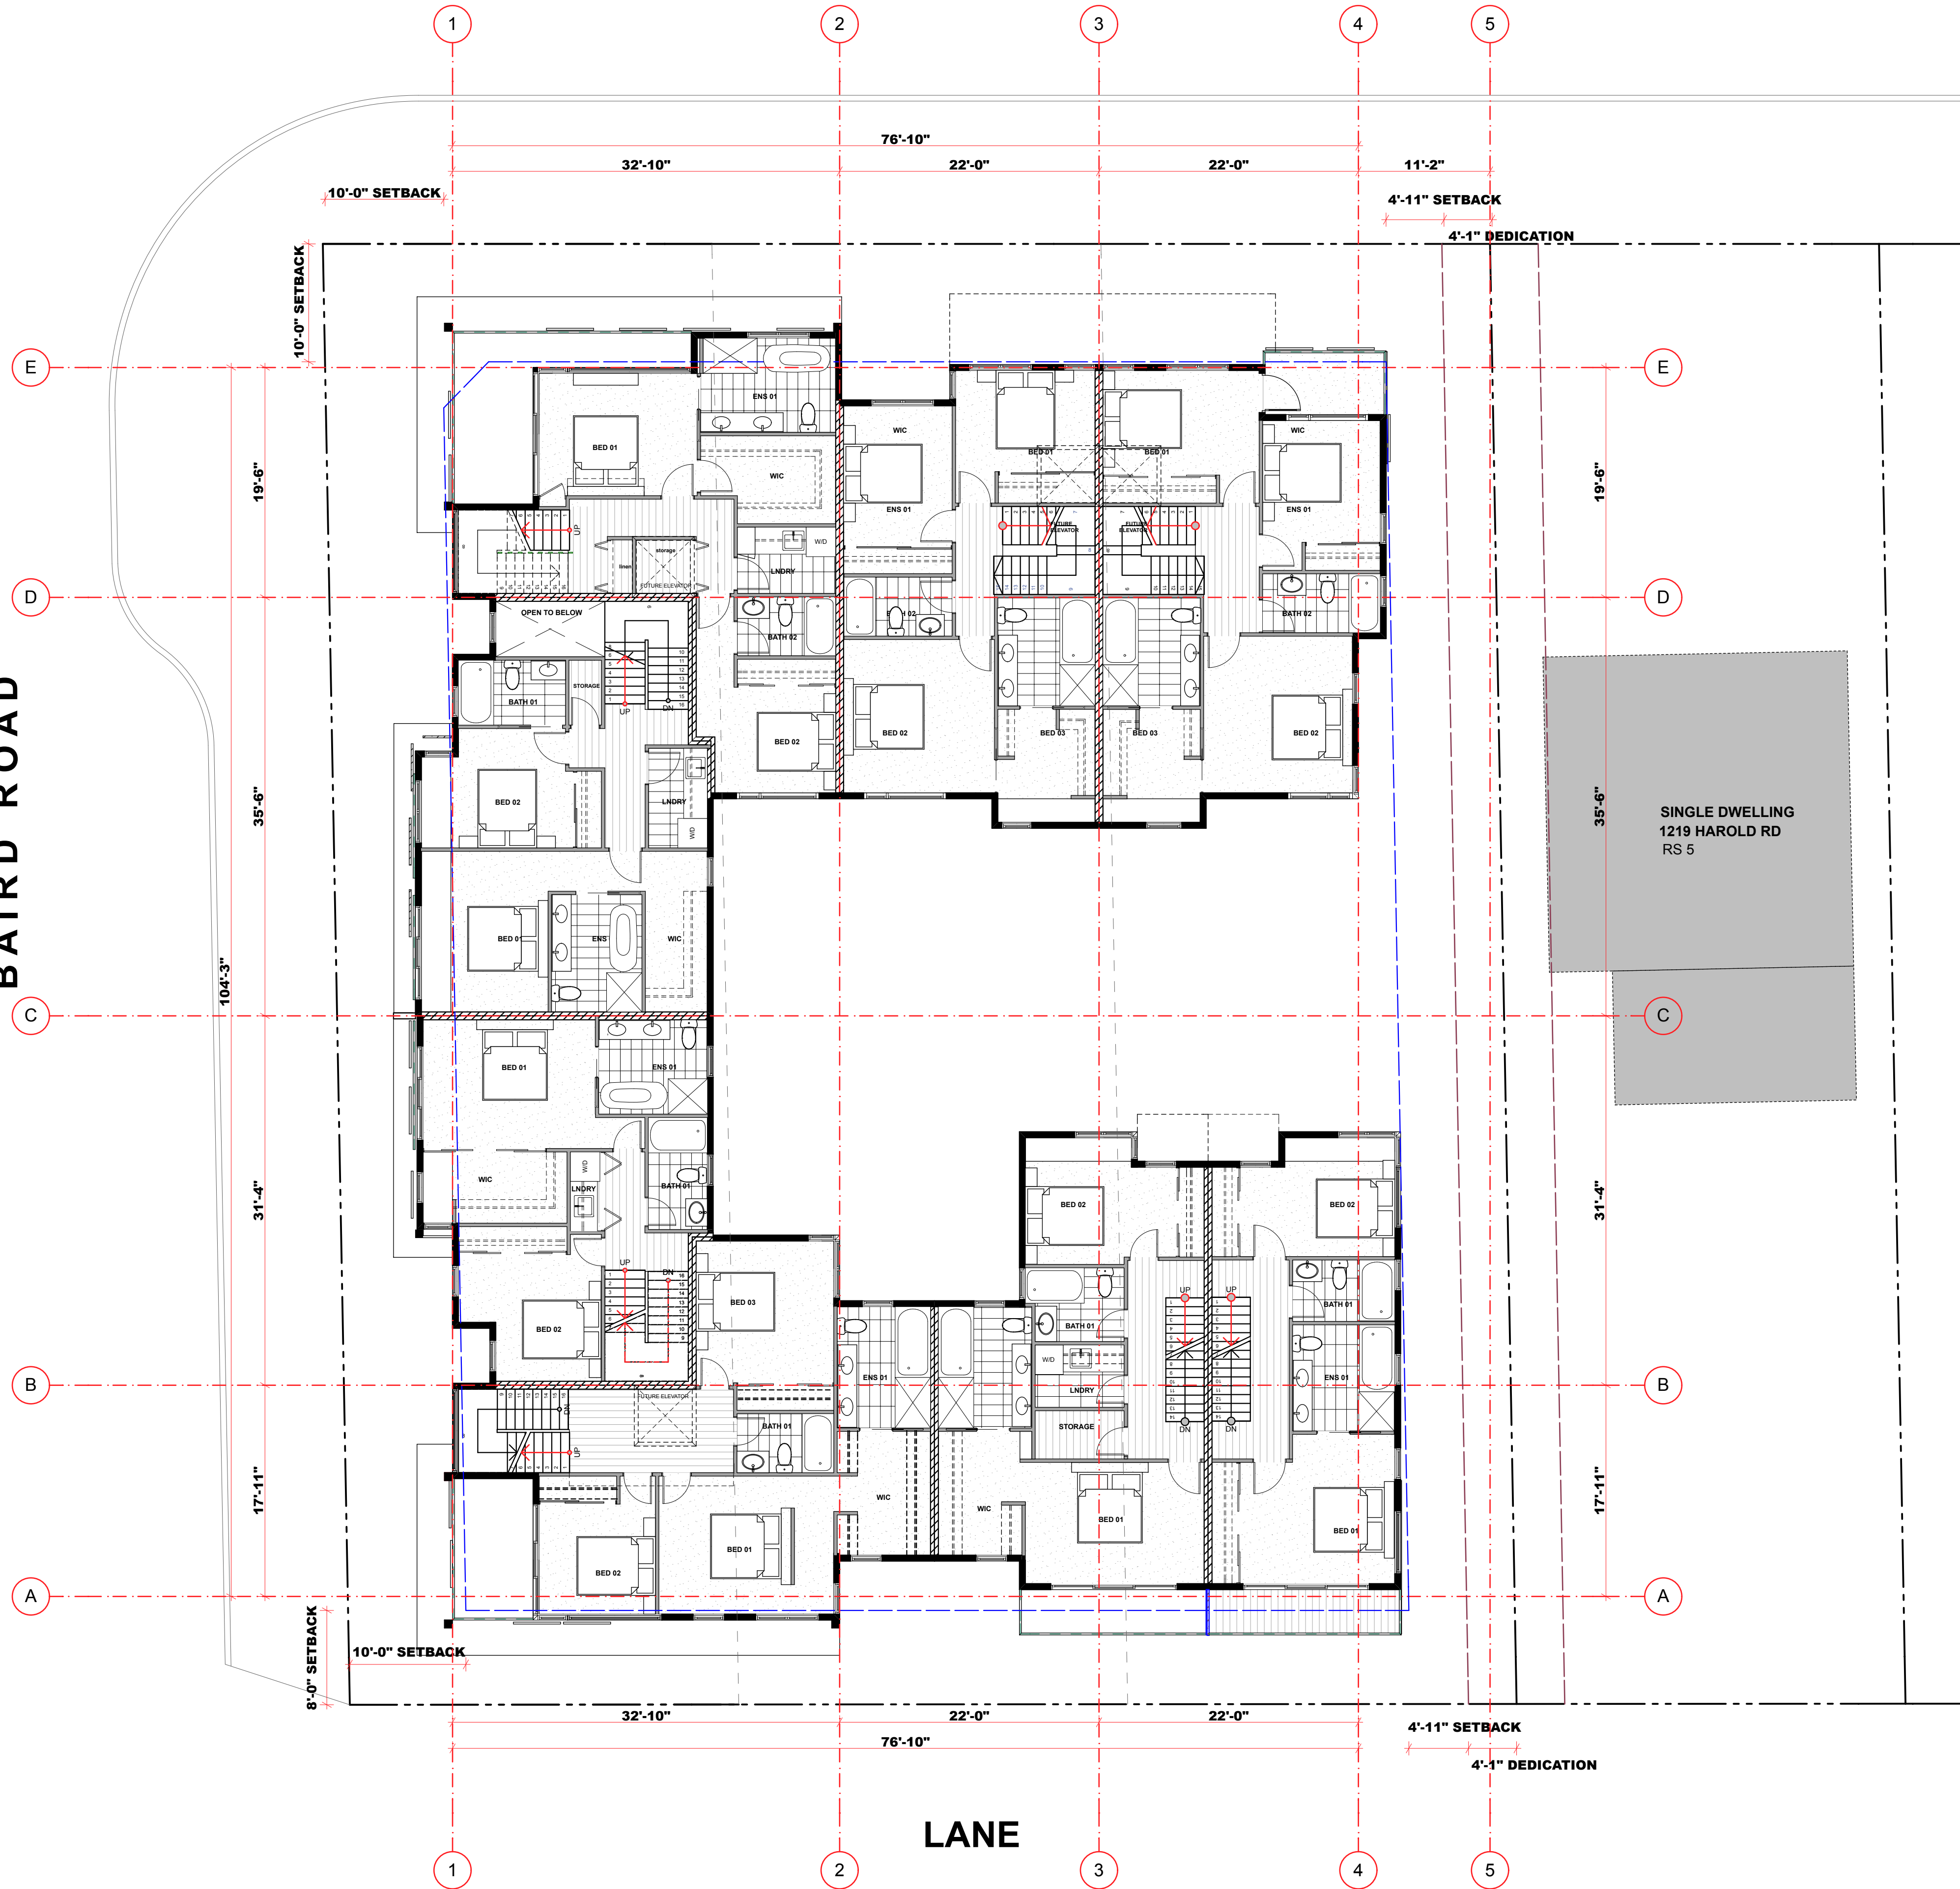 1 2 3 4 5
76'-10"
32'-10" 22'-0" 22'-0" 11'-2"
10'-0" SETBACK
4'-11" SETBACK
4'-1" DEDICATION
10'-0" SETBACK
E E
ENS 01
BED 01
WIC
WIC
WIC
BED 01
BED 01
ENS 01
ENS 01
19'-6"
19'-6"
UP
FUTURE
ELEVATOR
FUTURE
ELEVATOR
storage
linen
W/D
LNDRY
FUTURE ELEVATOR
D D
OPEN TO BELOW
BATH 02
BATH 02
BATH 02
STORAGE
BATH 01
UP
DN
BED 02
BED 02
BED 03
BED 03
BED 02
BAIRD ROAD
BED 02
LNDRY
W/D
35'-6"
35'-6"
SINGLE DWELLING
1219 HAROLD RD
RS 5
BED 01
ENS
WIC
104'-3"
C C
BED 01
ENS 01
WIC
W/D
LNDRY
BATH 01
31'-4"
31'-4"
BED 02
BED 02
UP
DN
BED 03
BED 02
UP
UP
BATH 01
BATH 01
W/D
LNDRY
ENS 01
ENS 01
B B
FUTURE ELEVATOR
DN
BATH 01
UP
STORAGE
DN
DN
17'-11"
17'-11"
WIC
WIC
BED 01
BED 01
BED 01
BED 02
A A
8'-0" SETBACK
10'-0" SETBACK
32'-10" 22'-0" 22'-0"
76'-10"
4'-11" SETBACK
4'-1" DEDICATION
LANE
1 2 3 4 5